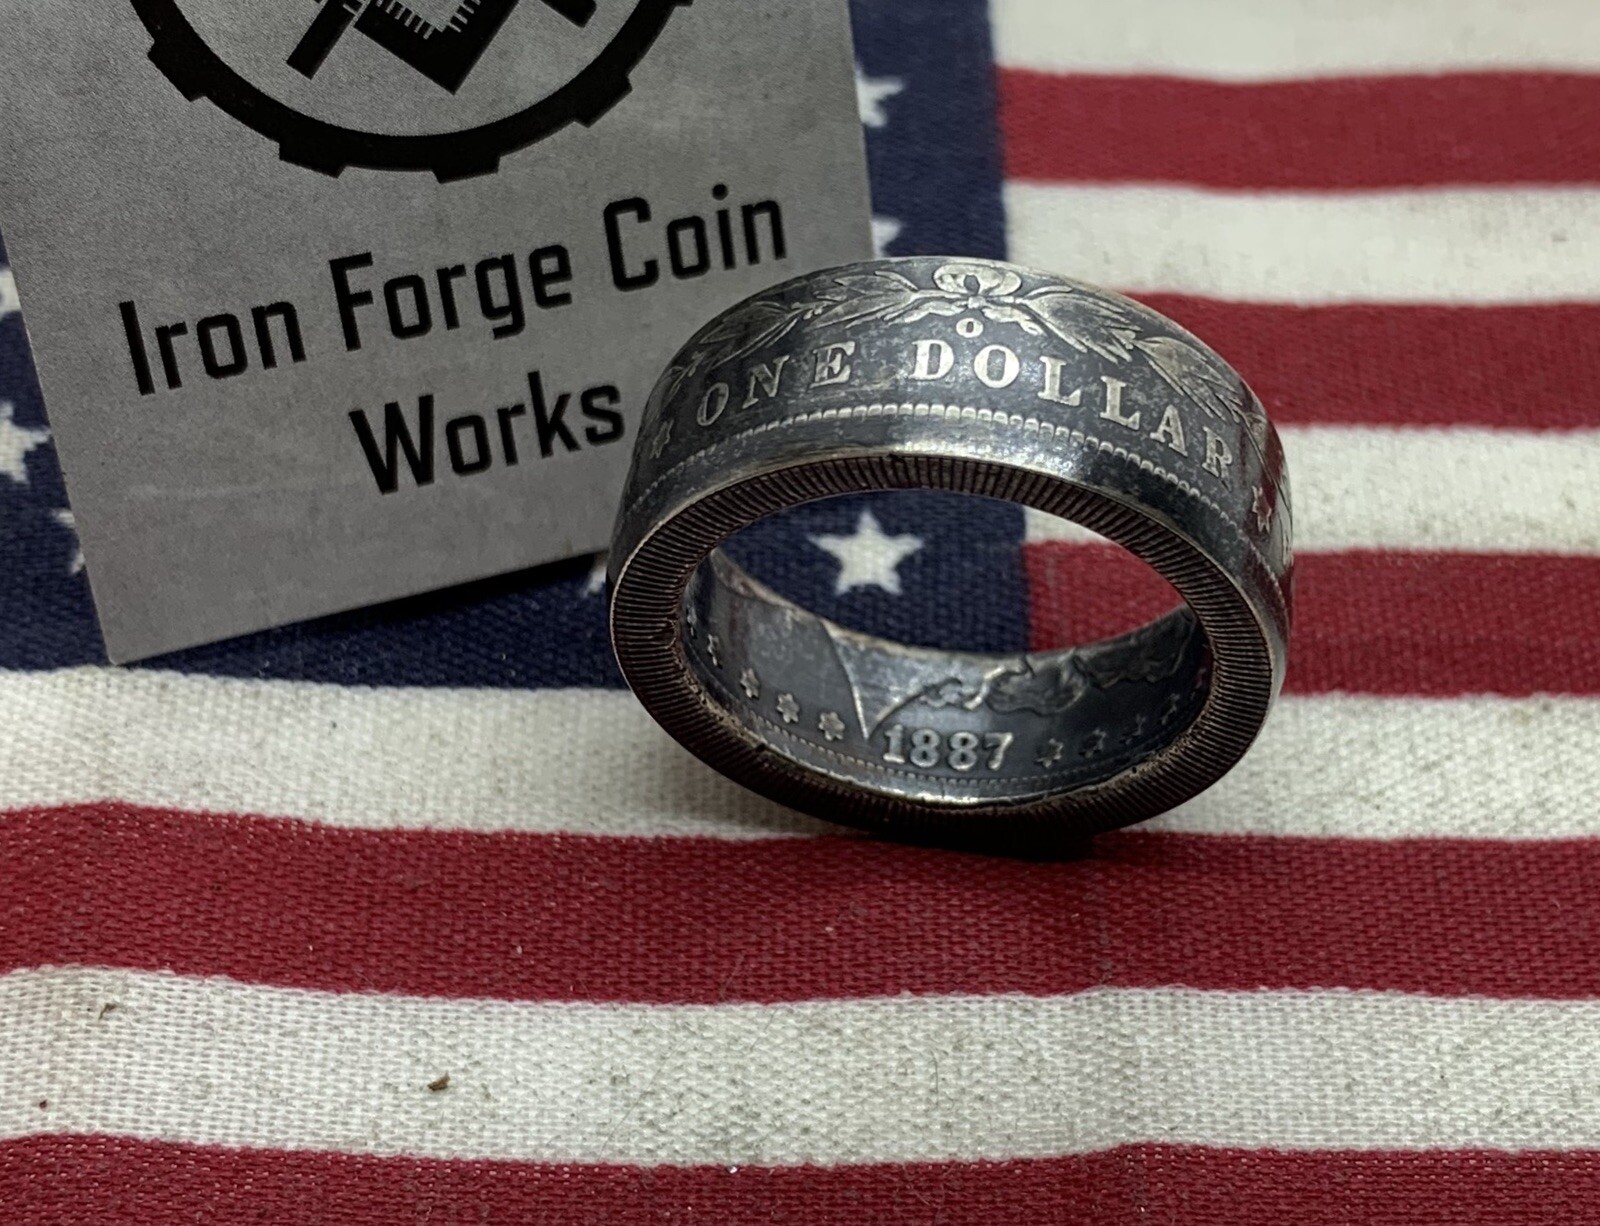 Iron Forge Coin
Works
O
ONE DOLLAR
1887